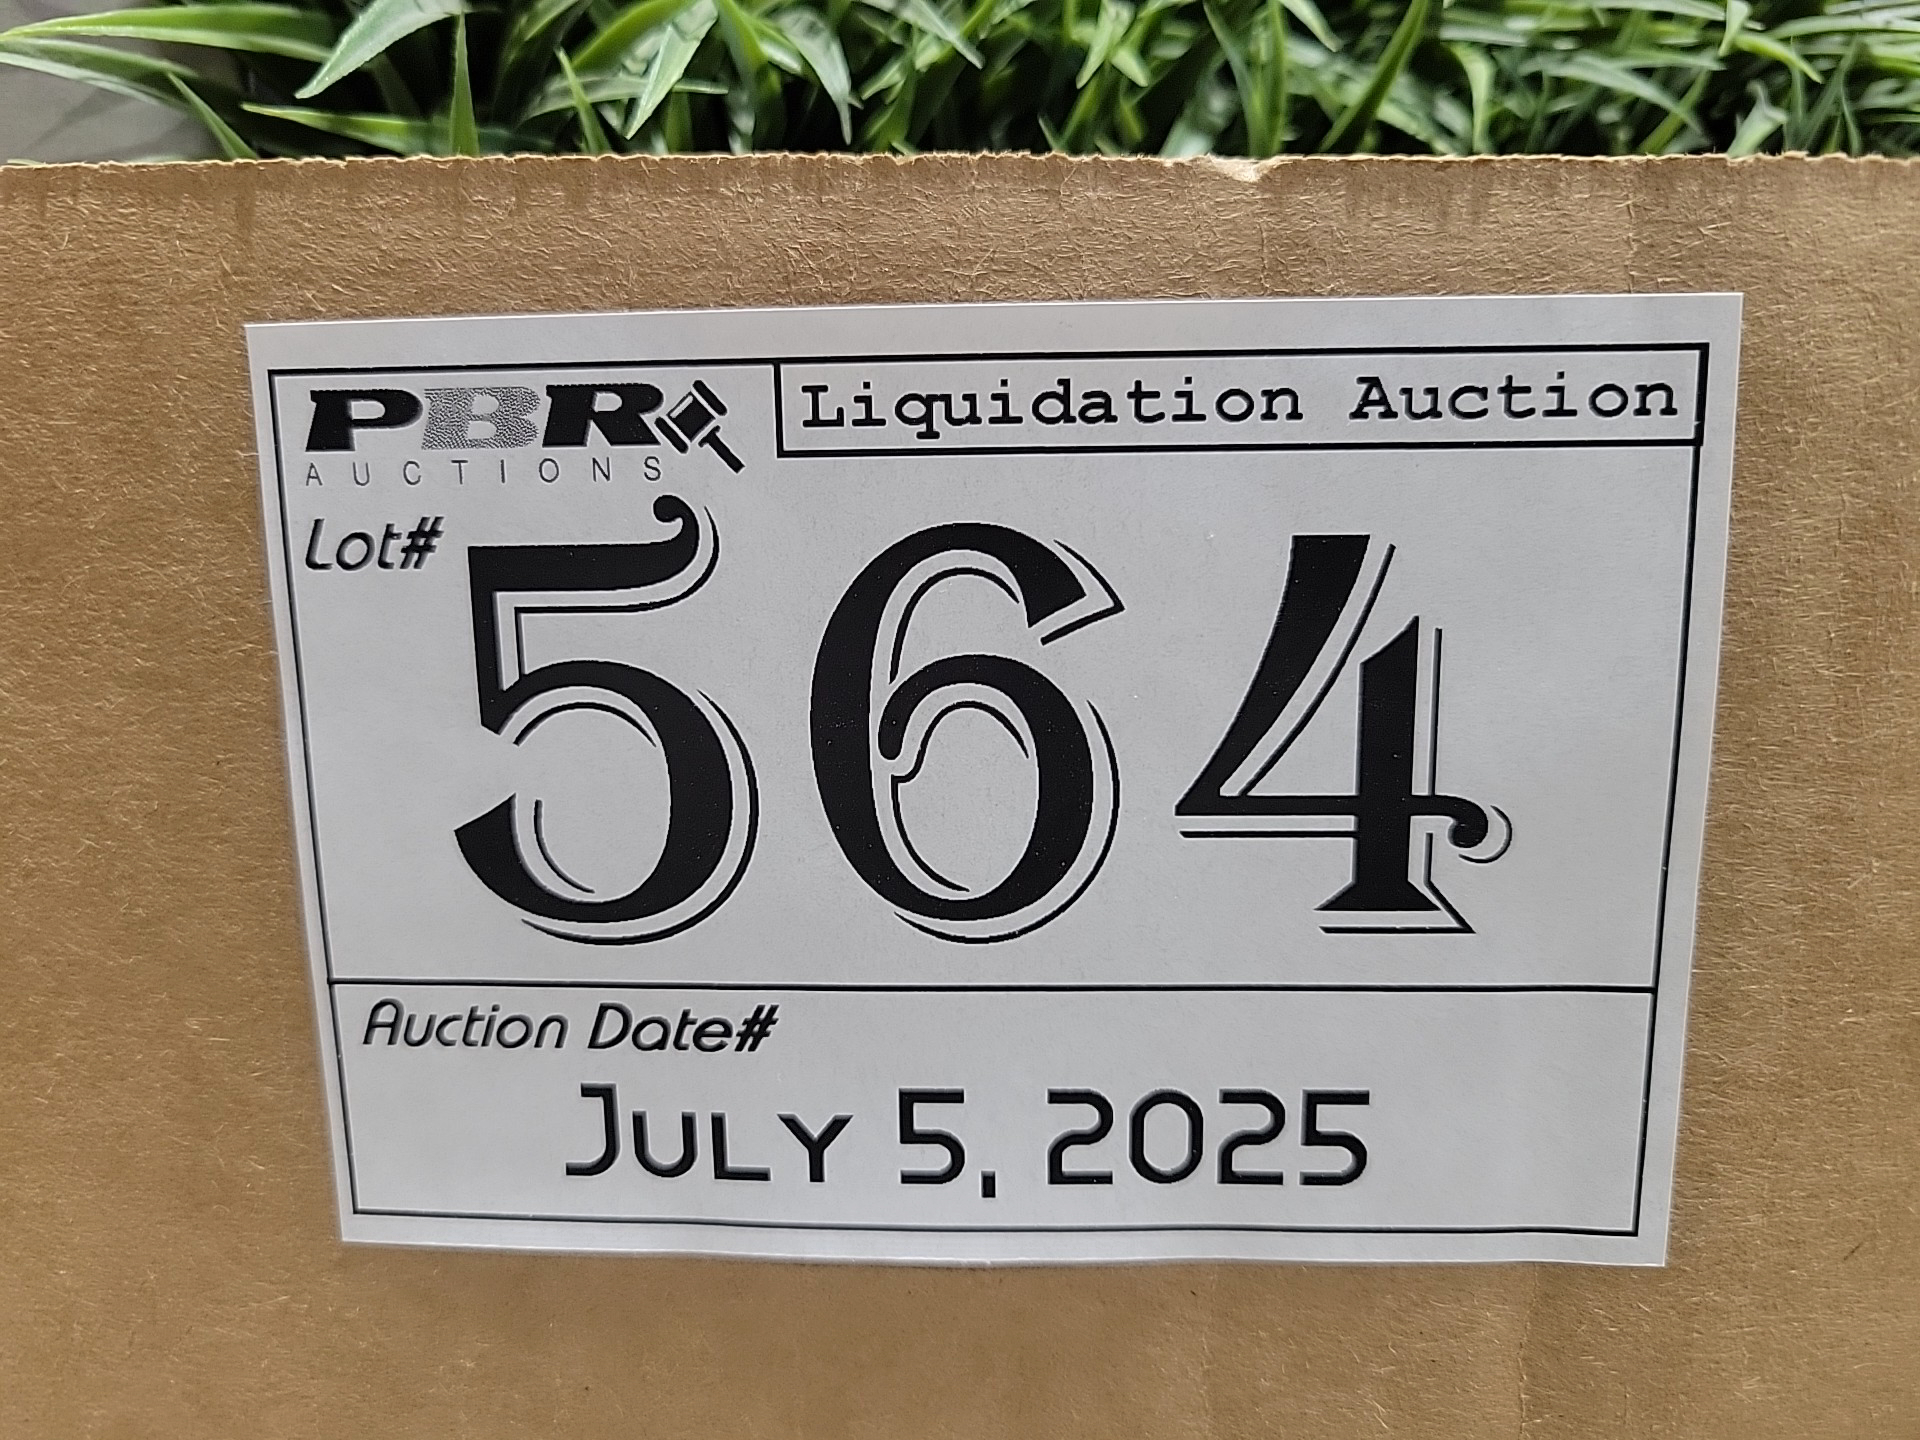 PBR
AUCTIONS
Liquidation Auction
Lot#
564
Auction Date#
July 5, 2025